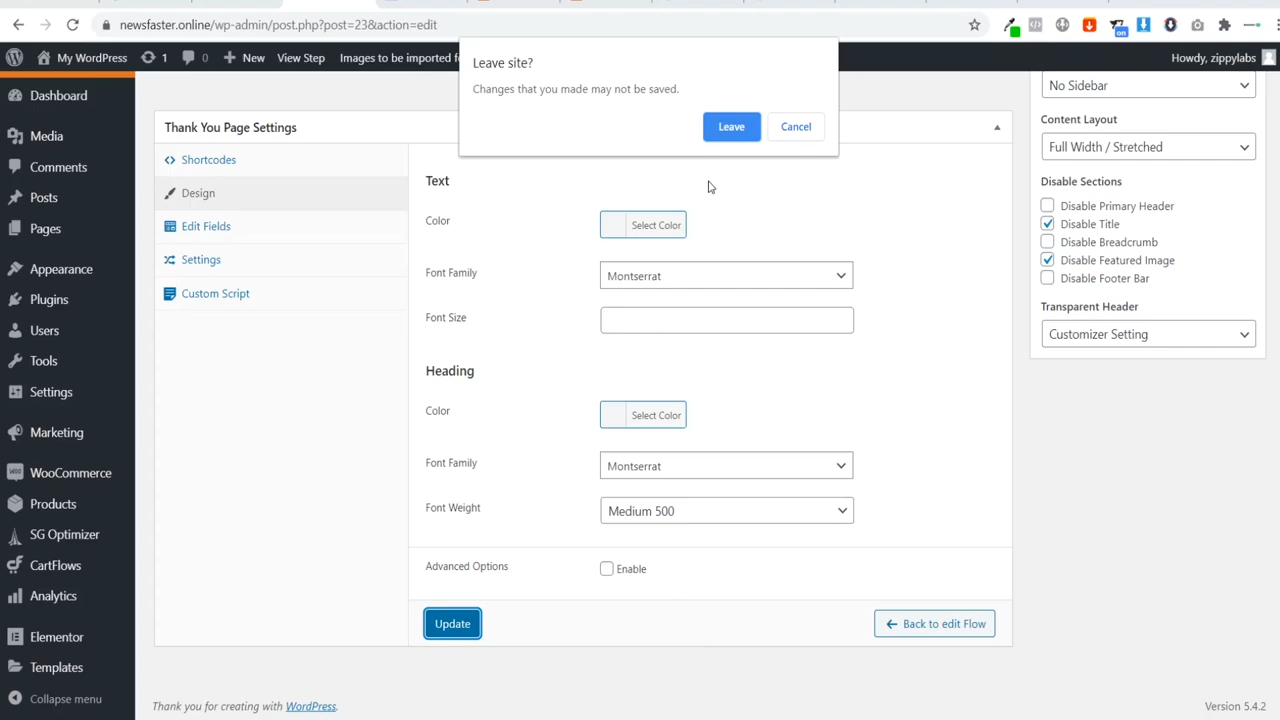 newsfaster.online/wp-admin/post.php?post=23&action=edit
on
My WordPress 1 0 New View Step Images to be imported f
Howdy, zippylabs
Leave site?
Changes that you made may not be saved.
Leave Cancel
Dashboard
Media
Comments
Posts
Pages
Appearance
Plugins
Users
Tools
Settings
Marketing
WooCommerce
Products
SG Optimizer
CartFlows
Analytics
Elementor
Templates
Collapse menu
Thank You Page Settings
Shortcodes
Design
Edit Fields
Settings
Custom Script
Text
Color Select Color
Font Family Montserrat
Font Size
Heading
Color Select Color
Font Family Montserrat
Font Weight Medium 500
Advanced Options Enable
Update Back to edit Flow
No Sidebar
Content Layout
Full Width / Stretched
Disable Sections
Disable Primary Header
Disable Title
Disable Breadcrumb
Disable Featured Image
Disable Footer Bar
Transparent Header
Customizer Setting
Thank you for creating with WordPress.
Version 5.4.2